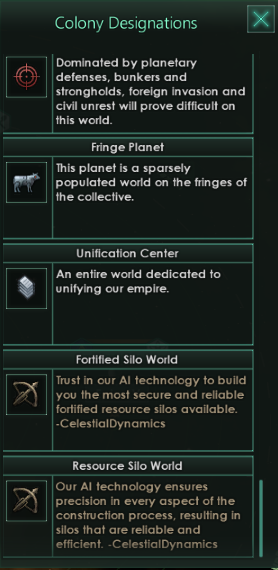 Colony Designations
Dominated by planetary
defenses, bunkers and
strongholds, foreign invasion and
civil unrest will prove difficult on
this world.
Fringe Planet
This planet is a sparsely
populated world on the fringes of
the collective.
Unification Center
An entire world dedicated to
unifying our empire.
Fortified Silo World
Trust in our AI technology to build
you the most secure and reliable
fortified resource silos available.
-CelestialDynamics
Resource Silo World
Our AI technology ensures
precision in every aspect of the
construction process, resulting in
silos that are reliable and
efficient. -CelestialDynamics